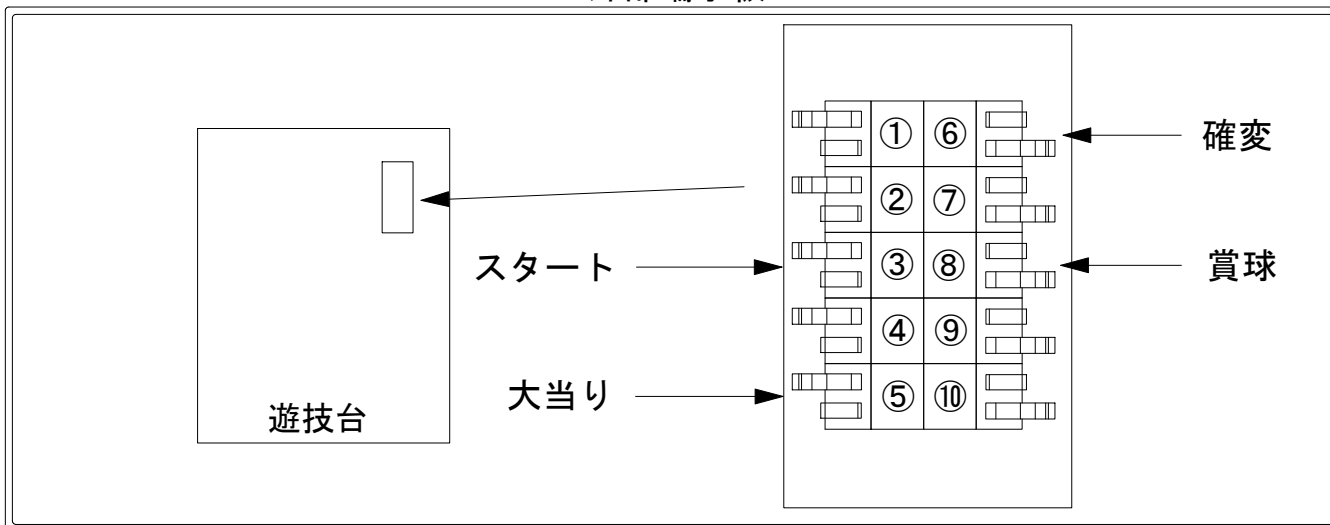 ① ⑥ 確変
② ⑦
スタート ③ ⑧ 賞球
④ ⑨
大当り ⑤ ⑩
遊技台